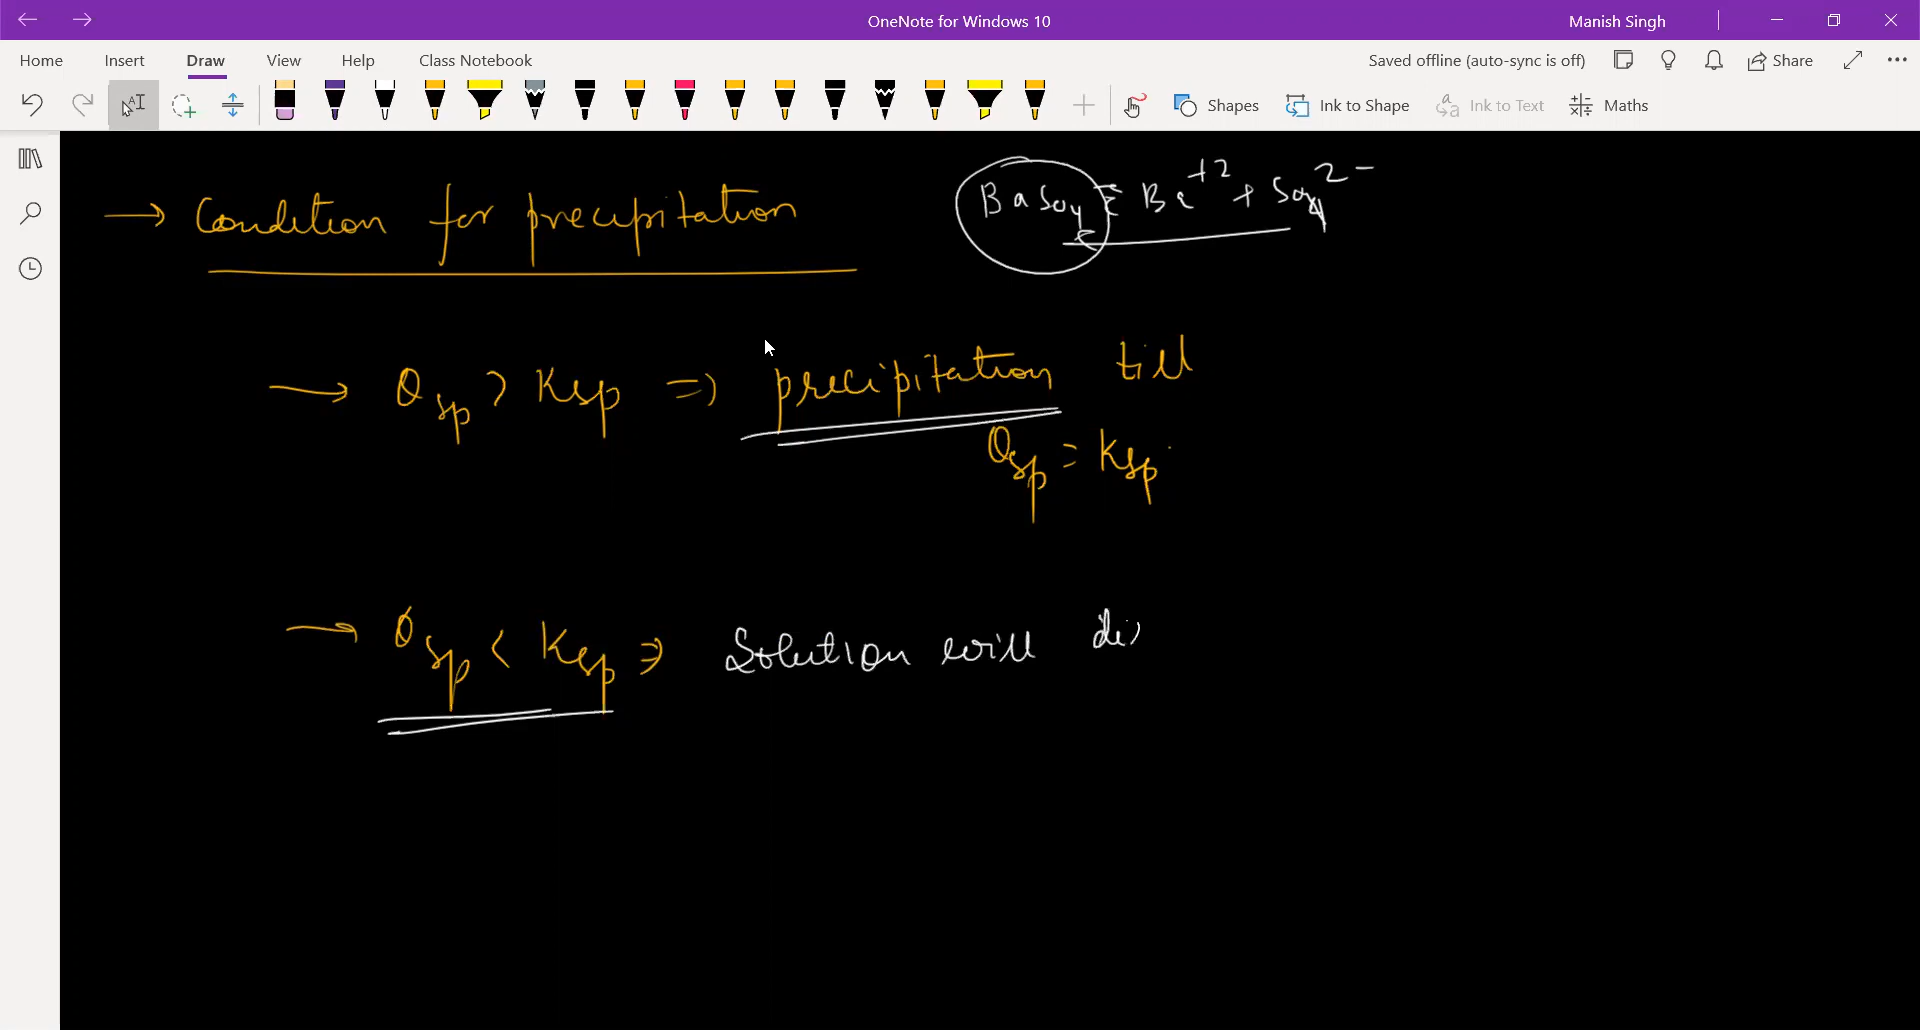 OneNote for Windows 10
Manish Singh
Home Insert Draw View Help Class Notebook
Saved offline (auto-sync is off) Share
Shapes Ink to Shape Ink to Text Maths
→ Condition for precipitation
BaSO4 ⇌ Ba+2 + SO4 2-
→ Qsp > Ksp ⇒ precipitation till
Qsp = Ksp
→ Qsp < Ksp ⇒ Solution will dis